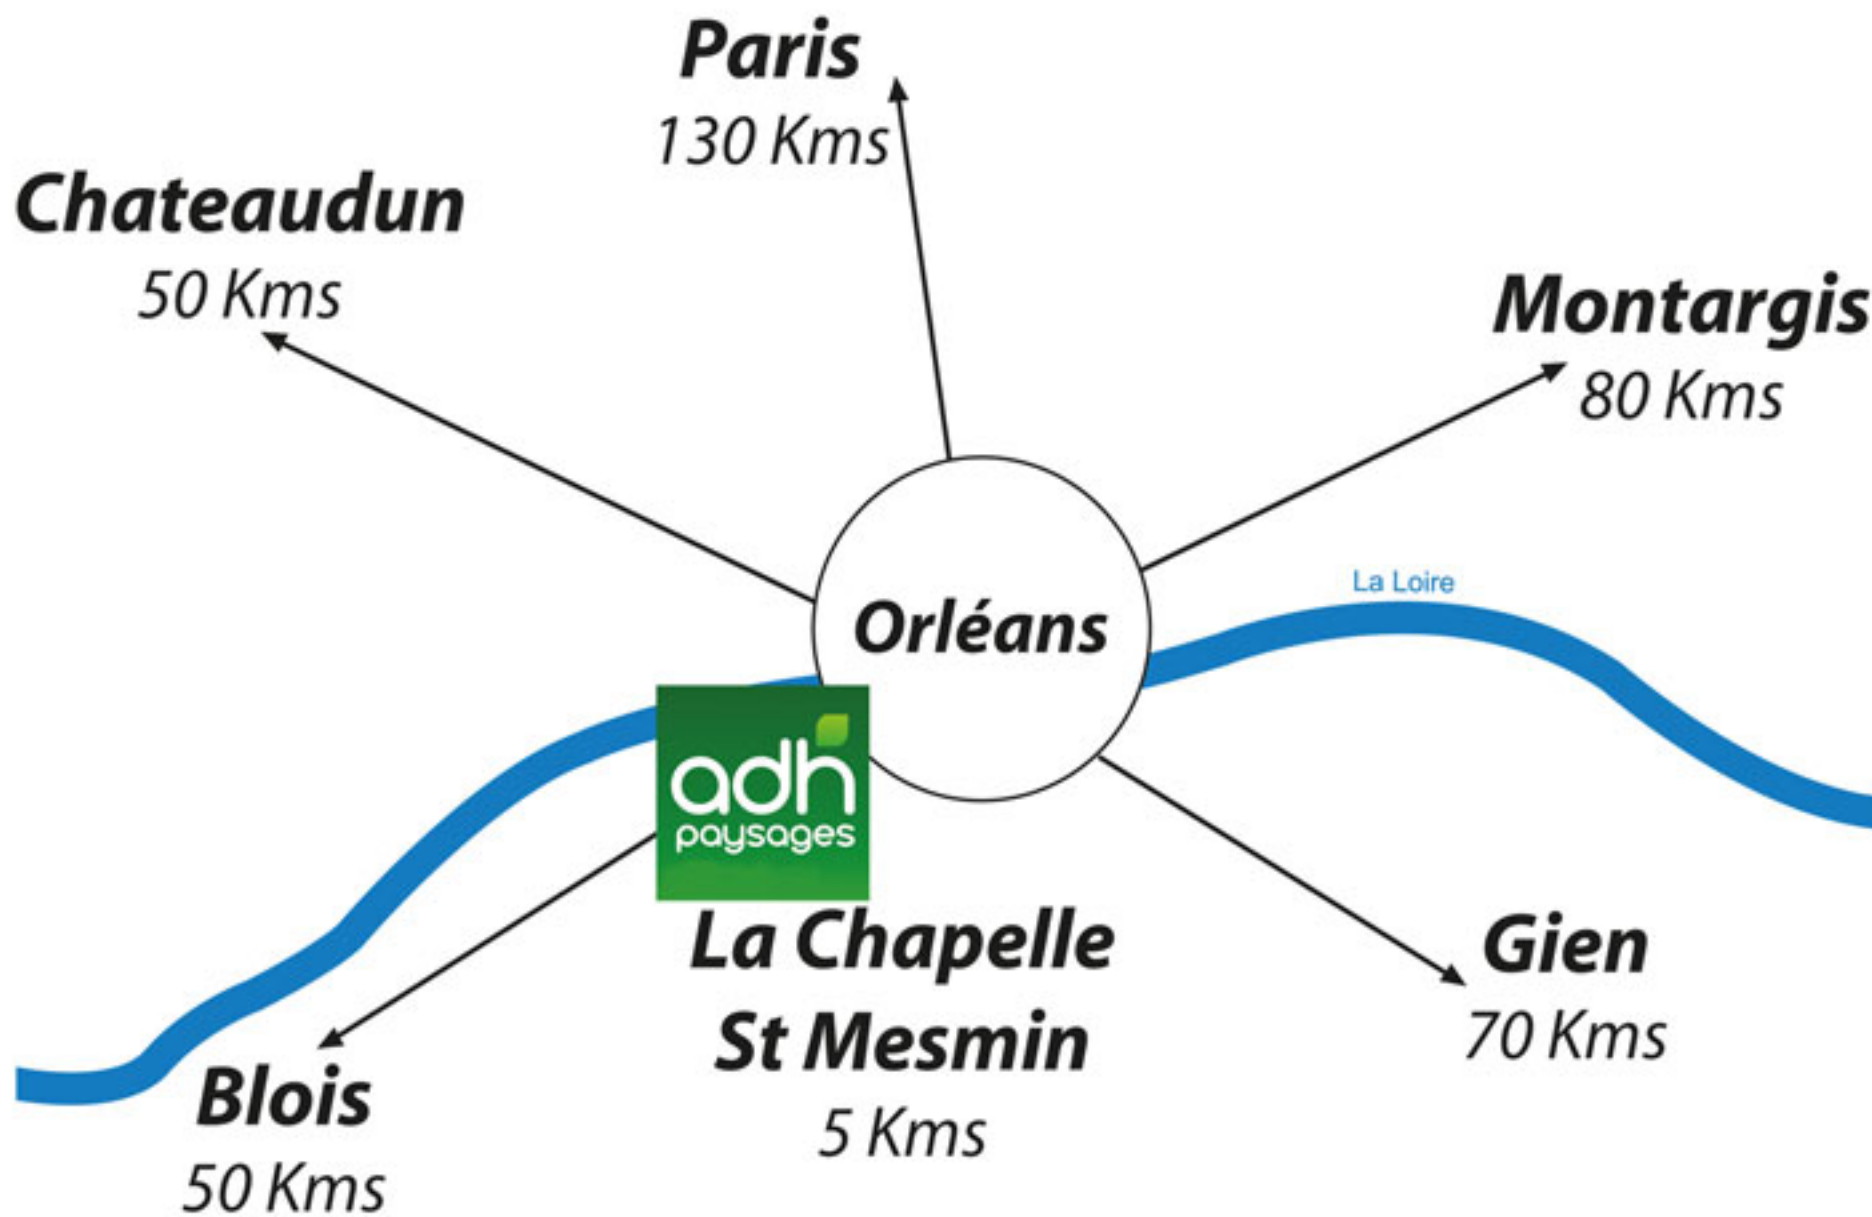 Paris
130 Kms
Chateaudun
50 Kms
Montargis
80 Kms
La Loire
Orléans
adh
paysages
La Chapelle
St Mesmin
5 Kms
Gien
70 Kms
Blois
50 Kms